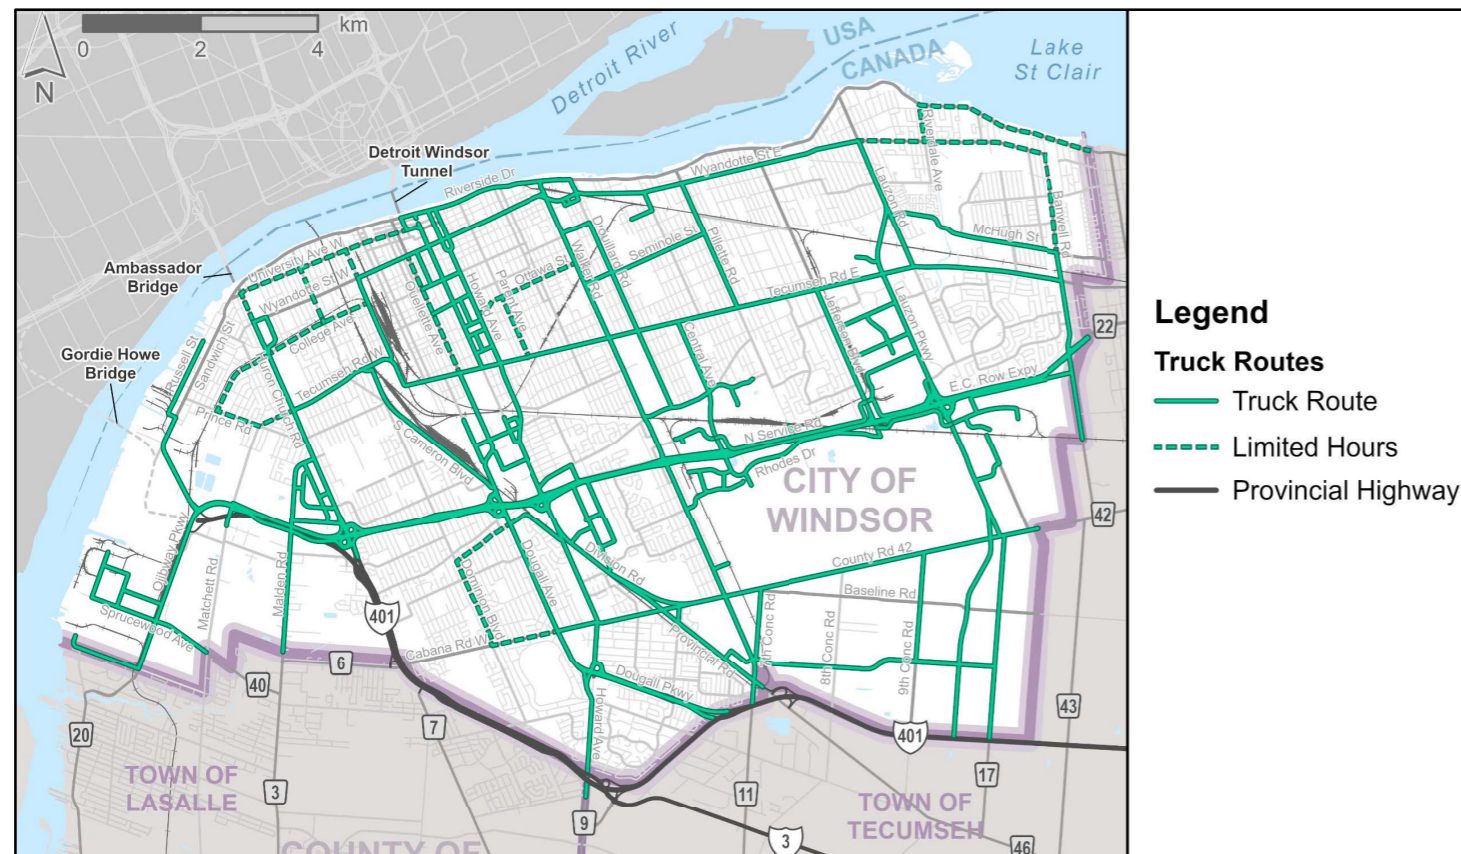 0
2
4
km
N
Detroit River
USA
CANADA
Lake
St Clair
Detroit Windsor
Tunnel
Riverside Dr
Wyandotte St E
Riverdale Ave
Lauzon Rd
Banwell Rd
McHugh St
Ambassador
Bridge
University Ave W
Wyandotte St W
College Ave
Ouellette Ave
Howard Ave
Parent Ave
Ottawa St
Walker Rd
Drouillard Rd
Seminole St
Pillette Rd
Tecumseh Rd E
Jefferson Blvd
Lauzon Pkwy
22
Gordie Howe
Bridge
Russell St
Sandwich St
Prince Rd
Huron Church Rd
Tecumseh Rd W
S Cameron Blvd
Central Ave
E.C. Row Expy
N Service Rd
Rhodes Dr
CITY OF
WINDSOR
42
Ojibway Pkwy
Matchett Rd.
Malden Rd
Sprucewood Ave
Dominion Blvd
Dougall Ave
Division Rd
County Rd 42
Baseline Rd
401
Cabana Rd W
Provincial Rd
7th Conc Rd
8th Conc Rd
9th Conc Rd
Dougall Pkwy
Howard Ave
6
40
20
7
43
401
TOWN OF
LASALLE
3
9
11
17
TOWN OF
TECUMSEH
3
46
COUNTY OF
Legend
Truck Routes
Truck Route
Limited Hours
Provincial Highway